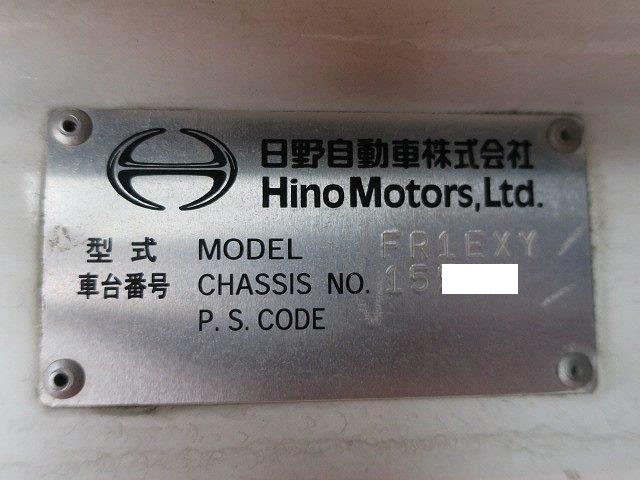 日野自動車株式会社
Hino Motors, Ltd.
型式 MODEL FR1EXY
車台番号 CHASSIS NO. 15
P. S. CODE